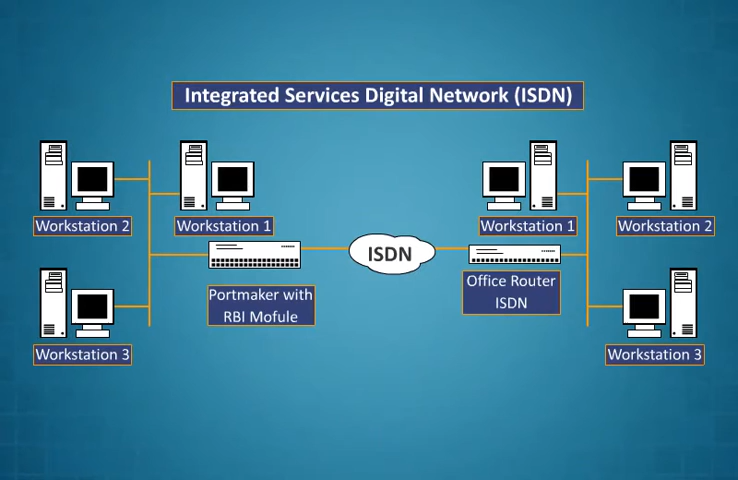 Integrated Services Digital Network (ISDN)
Workstation 2
Workstation 1
Workstation 1
Workstation 2
ISDN
Portmaker with
RBI Mofule
Office Router
ISDN
Workstation 3
Workstation 3